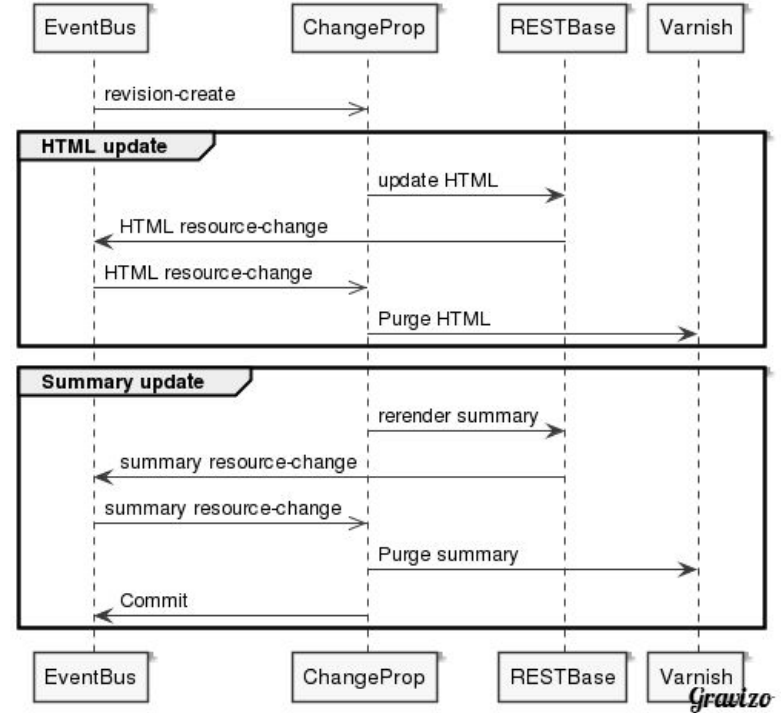 EventBus ChangeProp RESTBase Varnish
revision-create
HTML update
update HTML
HTML resource-change
HTML resource-change
Purge HTML
Summary update
rerender summary
summary resource-change
summary resource-change
Purge summary
Commit
EventBus ChangeProp RESTBase Varnish
Gravizo